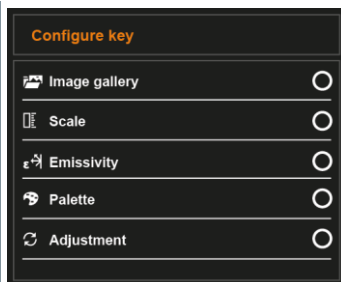 Configure key
Image gallery
Scale
ε Emissivity
Palette
Adjustment